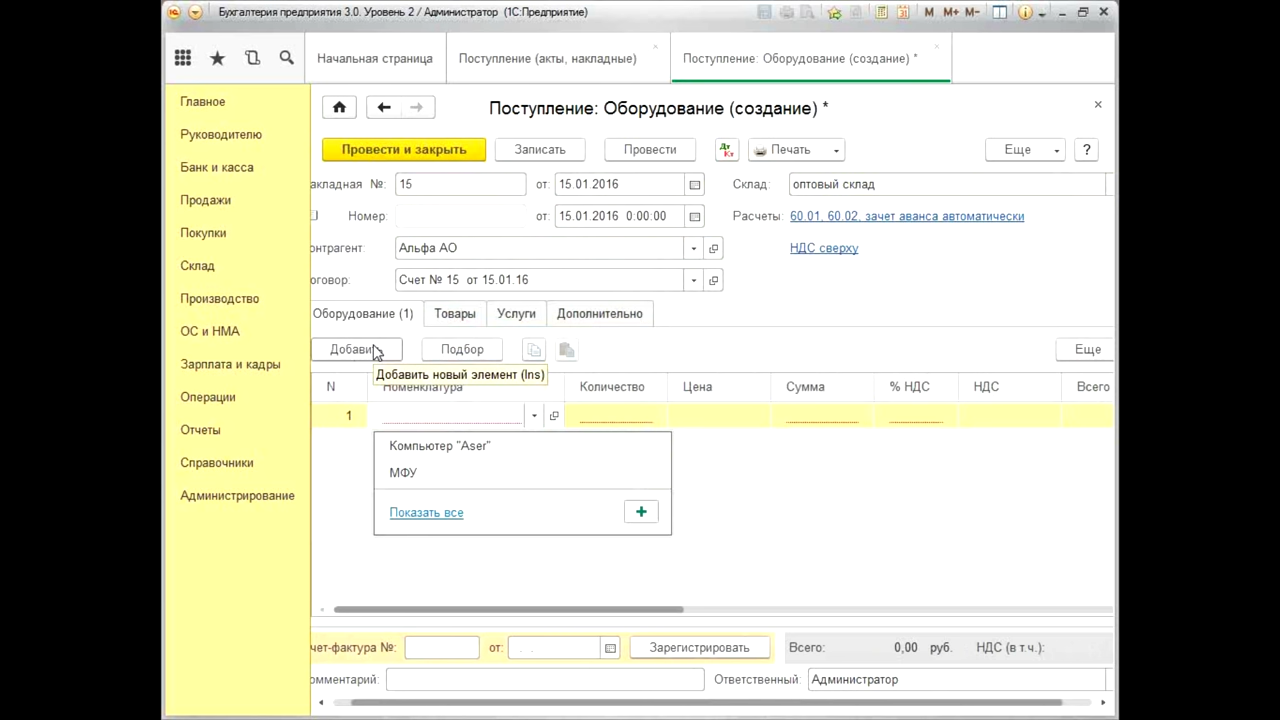 Бухгалтерия предприятия 3.0. Уровень 2 / Администратор (1С:Предприятие)
M M+ M-
Начальная страница
Поступление (акты, накладные)
Поступление: Оборудование (создание) *
Главное
Руководителю
Банк и касса
Продажи
Покупки
Склад
Производство
ОС и НМА
Зарплата и кадры
Операции
Отчеты
Справочники
Администрирование
Поступление: Оборудование (создание) *
Провести и закрыть
Записать
Провести
Дт Кт
Печать
Еще
?
акладная №: 15 от: 15.01.2016 Склад: оптовый склад
Номер: от: 15.01.2016 0:00:00 Расчеты: 60.01, 60.02, зачет аванса автоматически
онтрагент: Альфа АО НДС сверху
оговор: Счет № 15 от 15.01.16
Оборудование (1) Товары Услуги Дополнительно
Добави Подбор Еще
Добавить новый элемент (Ins)
N Номенклатура Количество Цена Сумма % НДС НДС Всего
1
Компьютер "Aser"
МФУ
Показать все
чет-фактура №: от: . . Зарегистрировать Всего: 0,00 руб. НДС (в т.ч.):
омментарий: Ответственный: Администратор